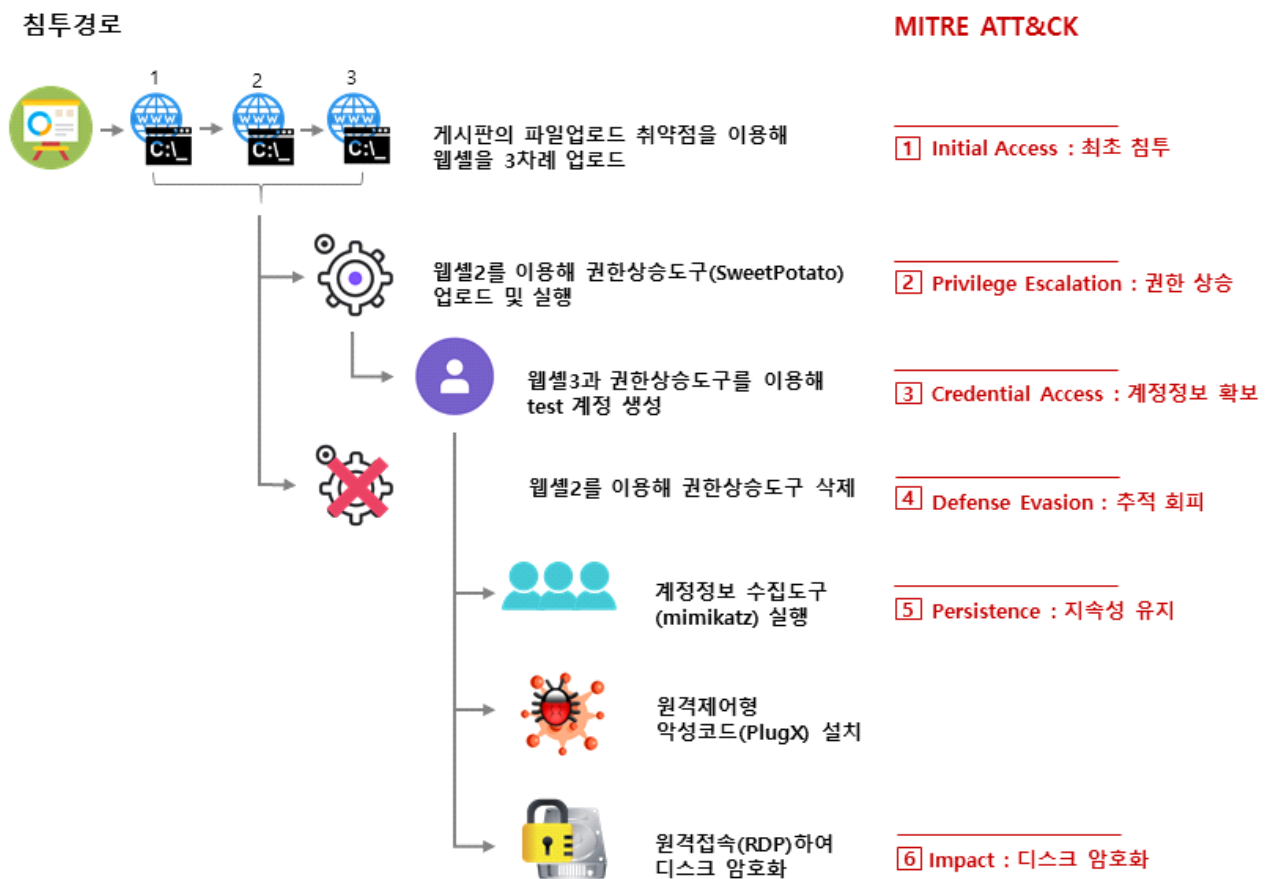 침투경로
MITRE ATT&CK
1
2
3
WWW
WWW
WWW
C:\_
C:\_
C:\_
게시판의 파일업로드 취약점을 이용해
웹셸을 3차례 업로드
1 Initial Access : 최초 침투
웹셸2를 이용해 권한상승도구(SweetPotato)
업로드 및 실행
2 Privilege Escalation : 권한 상승
웹셸3과 권한상승도구를 이용해
test 계정 생성
3 Credential Access : 계정정보 확보
웹셸2를 이용해 권한상승도구 삭제
4 Defense Evasion : 추적 회피
계정정보 수집도구
(mimikatz) 실행
5 Persistence : 지속성 유지
원격제어형
악성코드(PlugX) 설치
원격접속(RDP)하여
디스크 암호화
6 Impact : 디스크 암호화